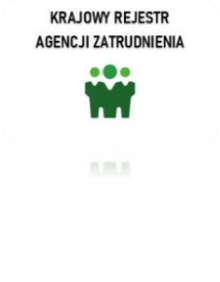 KRAJOWY REJESTR
AGENCJI ZATRUDNIENIA